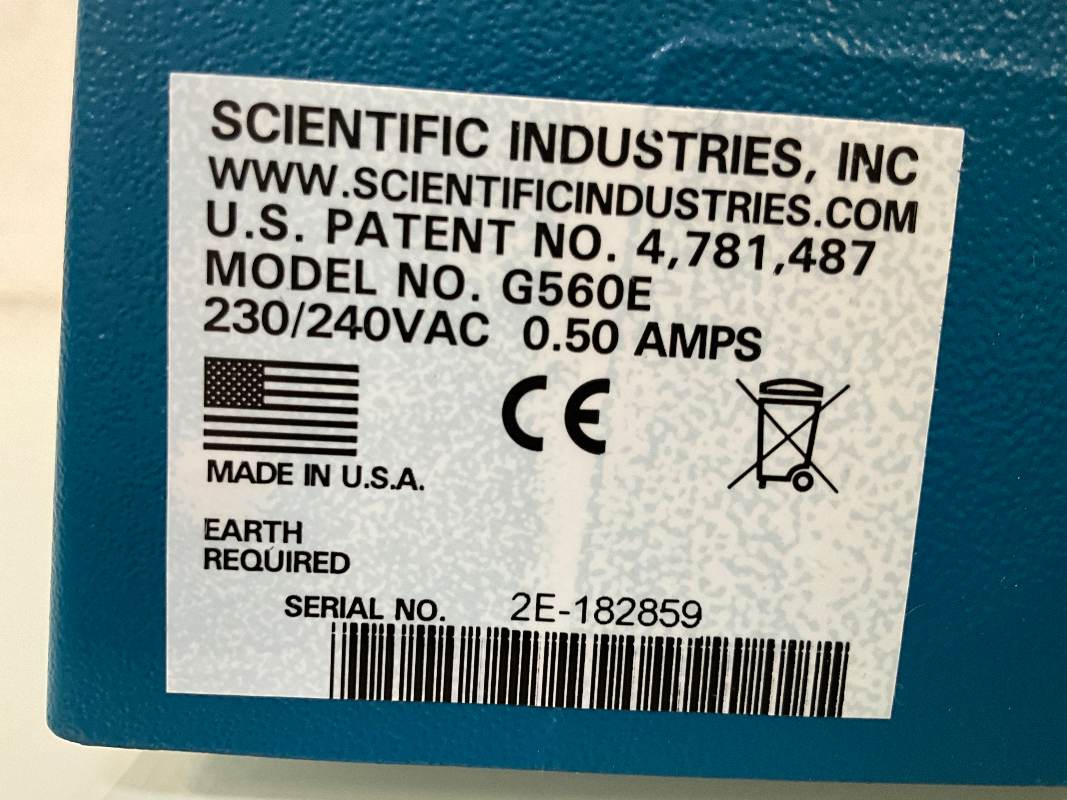 SCIENTIFIC INDUSTRIES, INC
WWW.SCIENTIFICINDUSTRIES.COM
U.S. PATENT NO. 4,781,487
MODEL NO. G560E
230/240VAC 0.50 AMPS
CE
MADE IN U.S.A.
EARTH
REQUIRED
SERIAL NO. 2E-182859